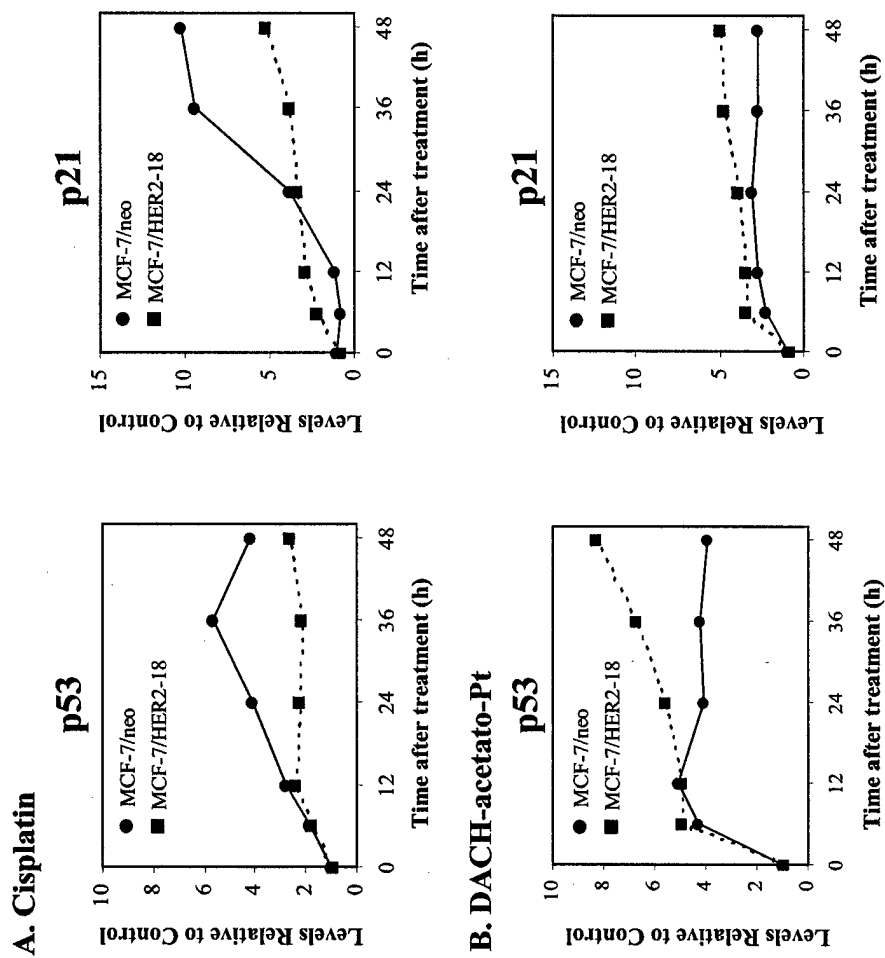 A. Cisplatin
p53
Levels Relative to Control
10
8
6
4
2
0
MCF-7/neo
MCF-7/HER2-18
0 12 24 36 48
Time after treatment (h)
p21
Levels Relative to Control
15
10
5
0
MCF-7/neo
MCF-7/HER2-18
0 12 24 36 48
Time after treatment (h)
B. DACH-acetato-Pt
p53
Levels Relative to Control
10
8
6
4
2
0
MCF-7/neo
MCF-7/HER2-18
0 12 24 36 48
Time after treatment (h)
p21
Levels Relative to Control
15
10
5
0
MCF-7/neo
MCF-7/HER2-18
0 12 24 36 48
Time after treatment (h)